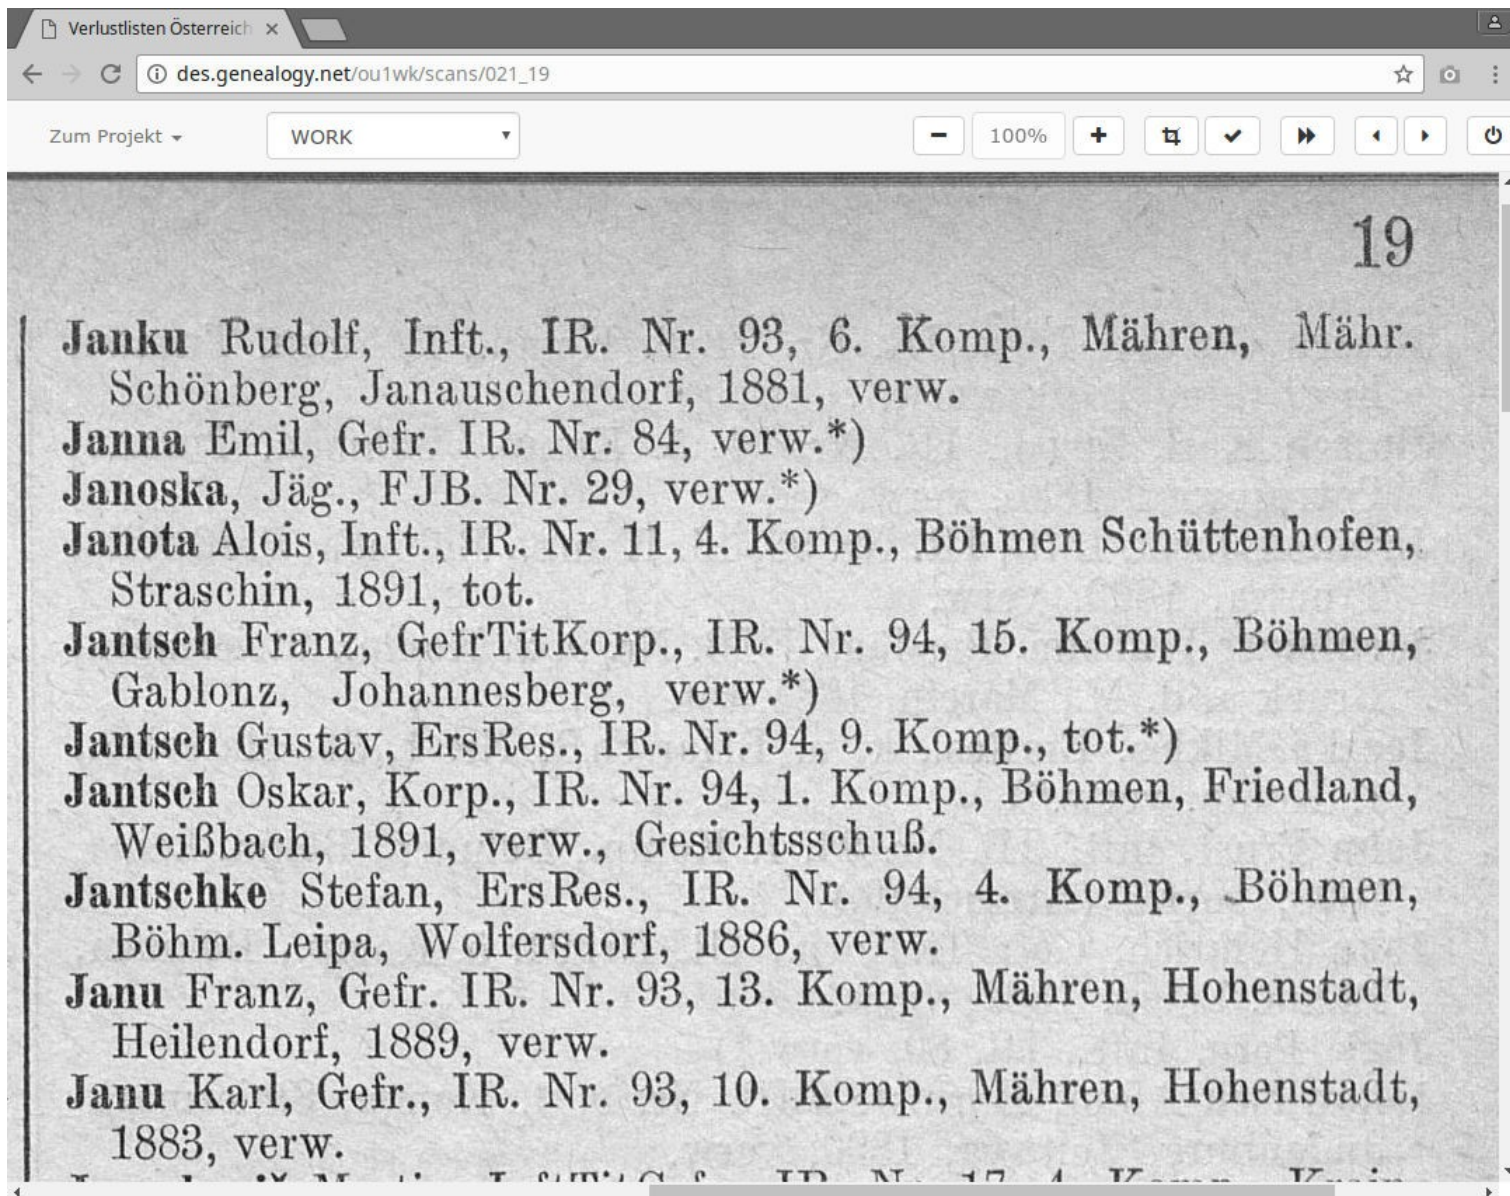 Verlustlisten Österreich
des.genealogy.net/ou1wk/scans/021_19
Zum Projekt
WORK
100%
19
Janku Rudolf, Inft., IR. Nr. 93, 6. Komp., Mähren, Mähr.
Schönberg, Janauschendorf, 1881, verw.
Janna Emil, Gefr. IR. Nr. 84, verw.*)
Janoska, Jäg., FJB. Nr. 29, verw.*)
Janota Alois, Inft., IR. Nr. 11, 4. Komp., Böhmen Schüttenhofen,
Straschin, 1891, tot.
Jantsch Franz, GefrTitKorp., IR. Nr. 94, 15. Komp., Böhmen,
Gablonz, Johannesberg, verw.*)
Jantsch Gustav, ErsRes., IR. Nr. 94, 9. Komp., tot.*)
Jantsch Oskar, Korp., IR. Nr. 94, 1. Komp., Böhmen, Friedland,
Weißbach, 1891, verw., Gesichtsschuß.
Jantschke Stefan, ErsRes., IR. Nr. 94, 4. Komp., Böhmen,
Böhm. Leipa, Wolfersdorf, 1886, verw.
Janu Franz, Gefr. IR. Nr. 93, 13. Komp., Mähren, Hohenstadt,
Heilendorf, 1889, verw.
Janu Karl, Gefr., IR. Nr. 93, 10. Komp., Mähren, Hohenstadt,
1883, verw.